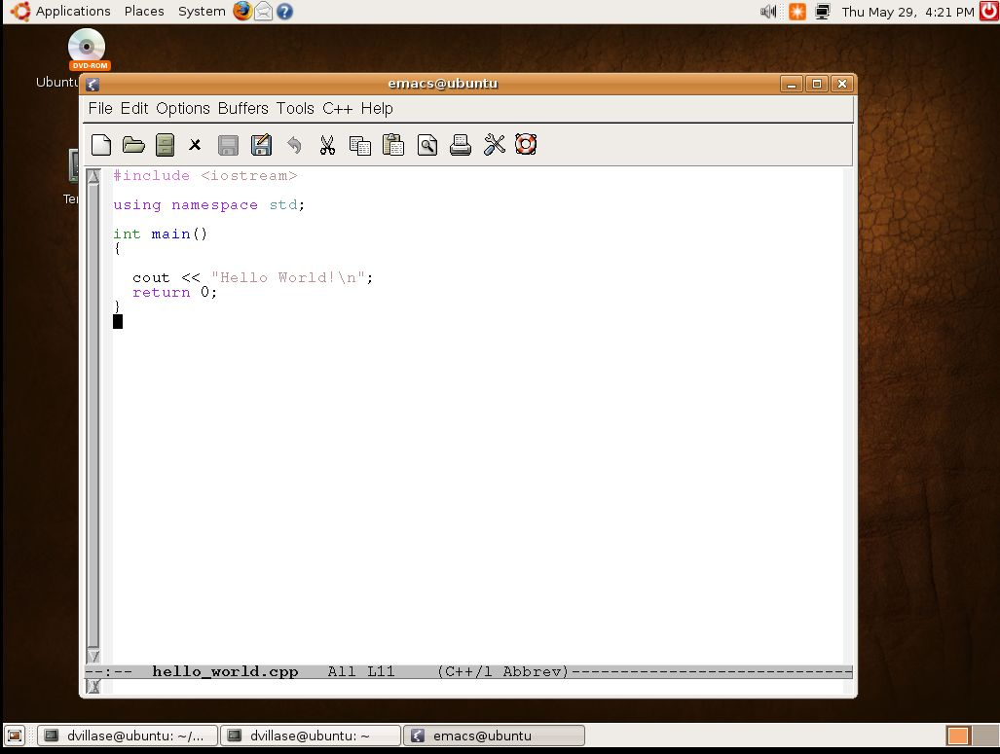 Applications Places System Thu May 29, 4:21 PM
DVD-ROM
emacs@ubuntu
File Edit Options Buffers Tools C++ Help
#include <iostream>
using namespace std;
int main()
{
cout << "Hello World!\n";
return 0;
}
--:-- hello_world.cpp All L11 (C++/l Abbrev)-----------------------------
dvillase@ubuntu: ~/... dvillase@ubuntu: ~ emacs@ubuntu